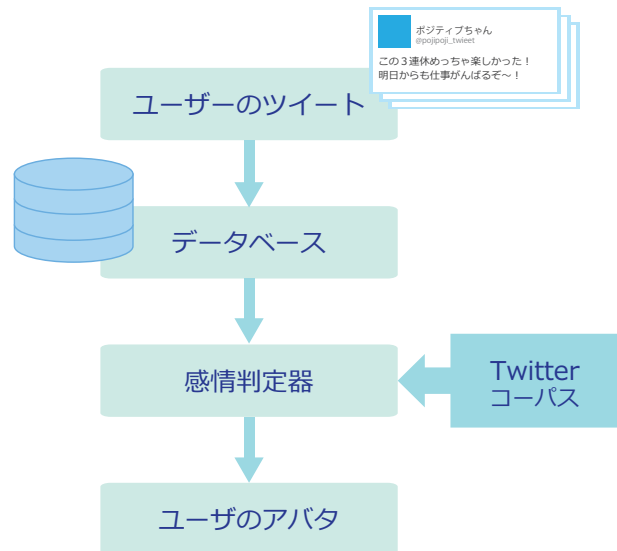 ポジティブちゃん
@pojipoji_twieet
この３連休めっちゃ楽しかった！
明日からも仕事がんばるぞ～！
ユーザーのツイート
データベース
感情判定器
Twitter
コーパス
ユーザのアバタ